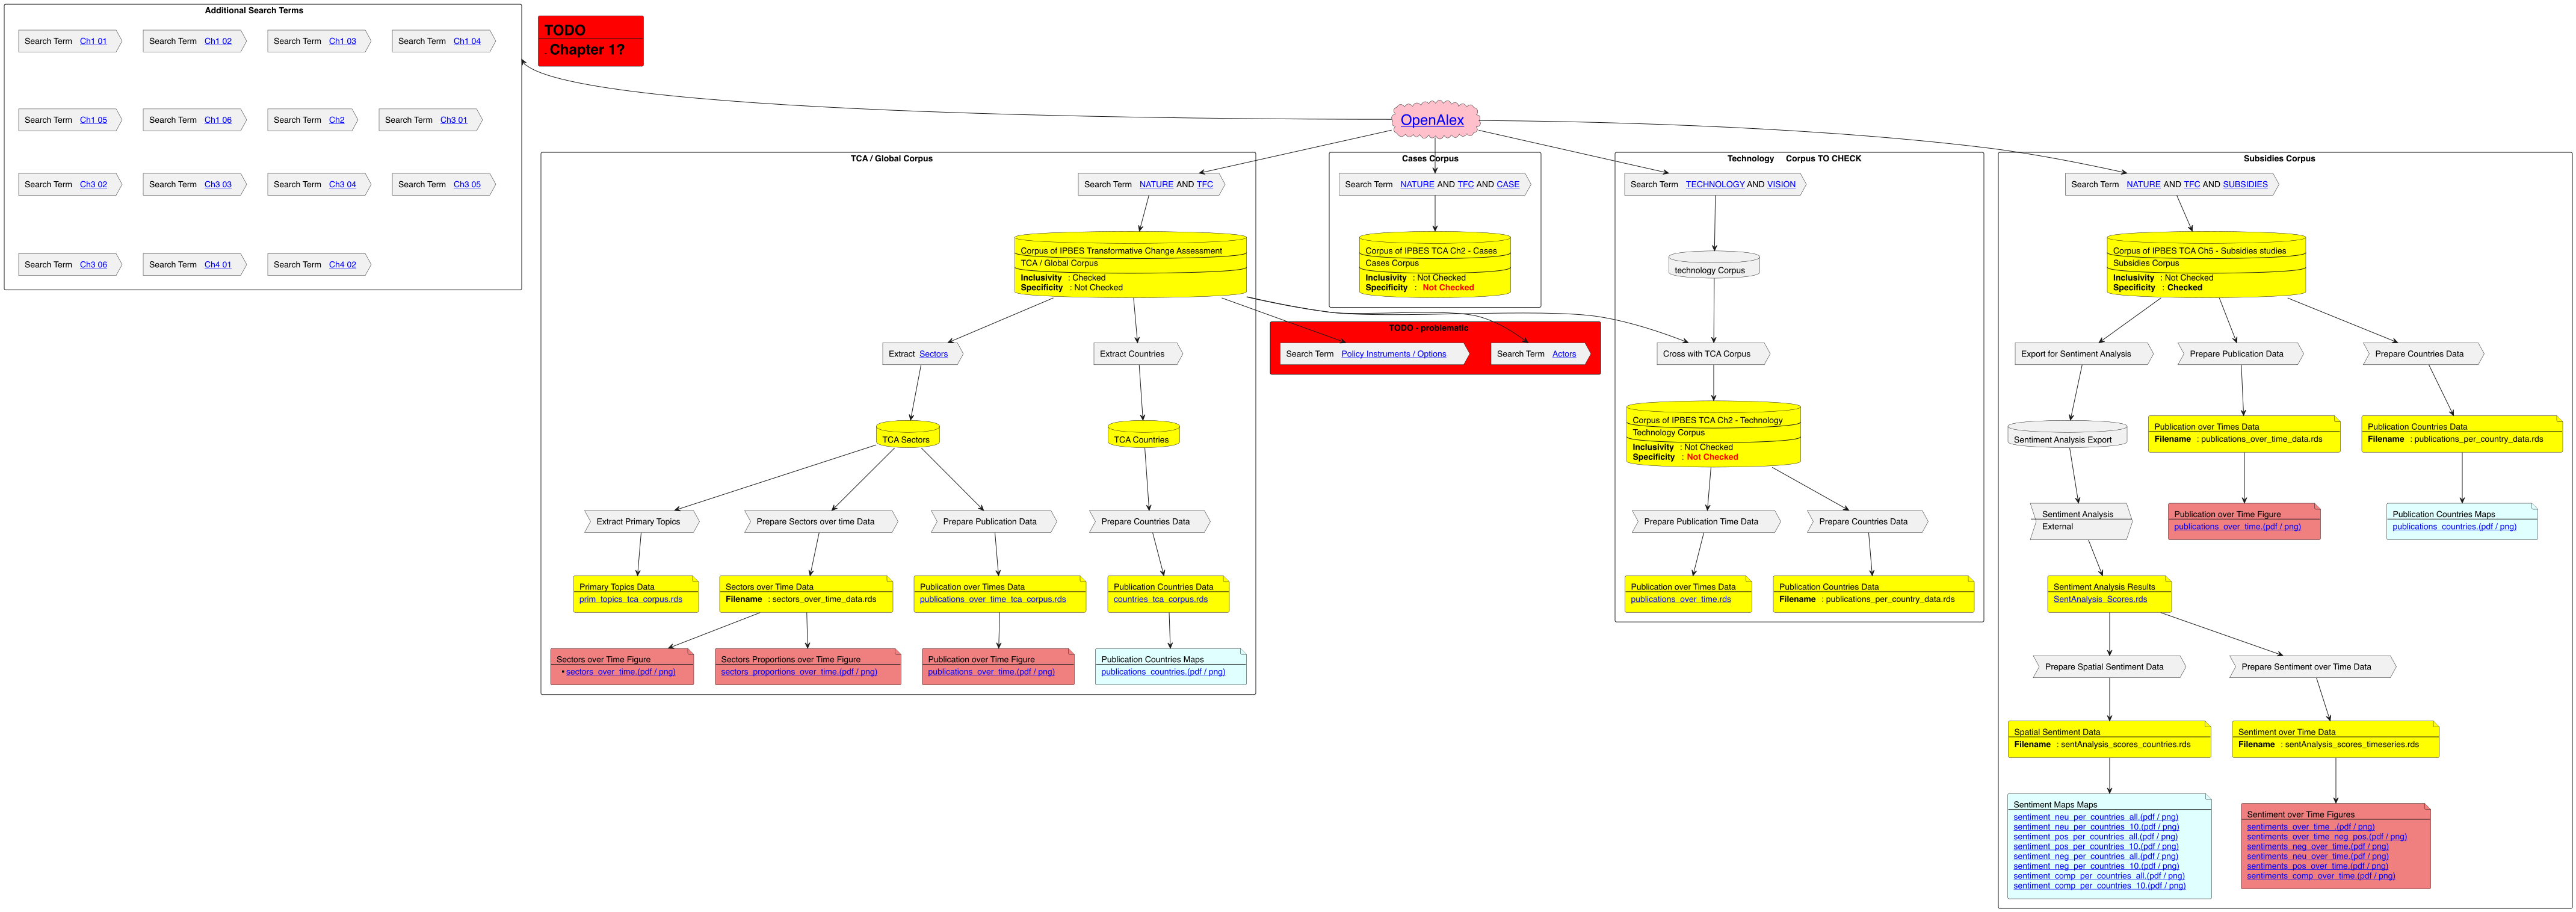 Additional Search Terms
Search Term Ch1 01
Search Term Ch1 02
Search Term Ch1 03
Search Term Ch1 04
Search Term Ch1 05
Search Term Ch1 06
Search Term Ch2
Search Term Ch3 01
Search Term Ch3 02
Search Term Ch3 03
Search Term Ch3 04
Search Term Ch3 05
Search Term Ch3 06
Search Term Ch4 01
Search Term Ch4 02
TODO
Chapter 1?
OpenAlex
TCA / Global Corpus
Search Term NATURE AND TFC
Corpus of IPBES Transformative Change Assessment
TCA / Global Corpus
Inclusivity : Checked
Specificity : Not Checked
Extract Sectors
Extract Countries
TCA Sectors
TCA Countries
Extract Primary Topics
Prepare Sectors over time Data
Prepare Publication Data
Prepare Countries Data
Primary Topics Data
prim_topics_tca_corpus.rds
Sectors over Time Data
Filename : sectors_over_time_data.rds
Publication over Times Data
publications_over_time_tca_corpus.rds
Publication Countries Data
countries_tca_corpus.rds
Sectors over Time Figure
• sectors_over_time.(pdf / png)
Sectors Proportions over Time Figure
sectors_proportions_over_time.(pdf / png)
Publication over Time Figure
publications_over_time.(pdf / png)
Publication Countries Maps
publications_countries.(pdf / png)
Cases Corpus
Search Term NATURE AND TFC AND CASE
Corpus of IPBES TCA Ch2 - Cases
Cases Corpus
Inclusivity : Not Checked
Specificity : Not Checked
TODO - problematic
Search Term Policy Instruments / Options
Search Term Actors
Technology Corpus TO CHECK
Search Term TECHNOLOGY AND VISION
technology Corpus
Cross with TCA Corpus
Corpus of IPBES TCA Ch2 - Technology
Technology Corpus
Inclusivity : Not Checked
Specificity : Not Checked
Prepare Publication Time Data
Prepare Countries Data
Publication over Times Data
publications_over_time.rds
Publication Countries Data
Filename : publications_per_country_data.rds
Subsidies Corpus
Search Term NATURE AND TFC AND SUBSIDIES
Corpus of IPBES TCA Ch5 - Subsidies studies
Subsidies Corpus
Inclusivity : Not Checked
Specificity : Checked
Export for Sentiment Analysis
Prepare Publication Data
Prepare Countries Data
Sentiment Analysis Export
Publication over Times Data
Filename : publications_over_time_data.rds
Publication Countries Data
Filename : publications_per_country_data.rds
Sentiment Analysis
External
Publication over Time Figure
publications_over_time.(pdf / png)
Publication Countries Maps
publications_countries.(pdf / png)
Sentiment Analysis Results
SentAnalysis_Scores.rds
Prepare Spatial Sentiment Data
Prepare Sentiment over Time Data
Spatial Sentiment Data
Filename : sentAnalysis_scores_countries.rds
Sentiment over Time Data
Filename : sentAnalysis_scores_timeseries.rds
Sentiment Maps Maps
sentiment_neu_per_countries_all.(pdf / png)
sentiment_neu_per_countries_10.(pdf / png)
sentiment_pos_per_countries_all.(pdf / png)
sentiment_pos_per_countries_10.(pdf / png)
sentiment_neg_per_countries_all.(pdf / png)
sentiment_neg_per_countries_10.(pdf / png)
sentiment_comp_per_countries_all.(pdf / png)
sentiment_comp_per_countries_10.(pdf / png)
Sentiment over Time Figures
sentiments_over_time_.(pdf / png)
sentiments_over_time_neg_pos.(pdf / png)
sentiments_neg_over_time.(pdf / png)
sentiments_neu_over_time.(pdf / png)
sentiments_pos_over_time.(pdf / png)
sentiments_comp_over_time.(pdf / png)